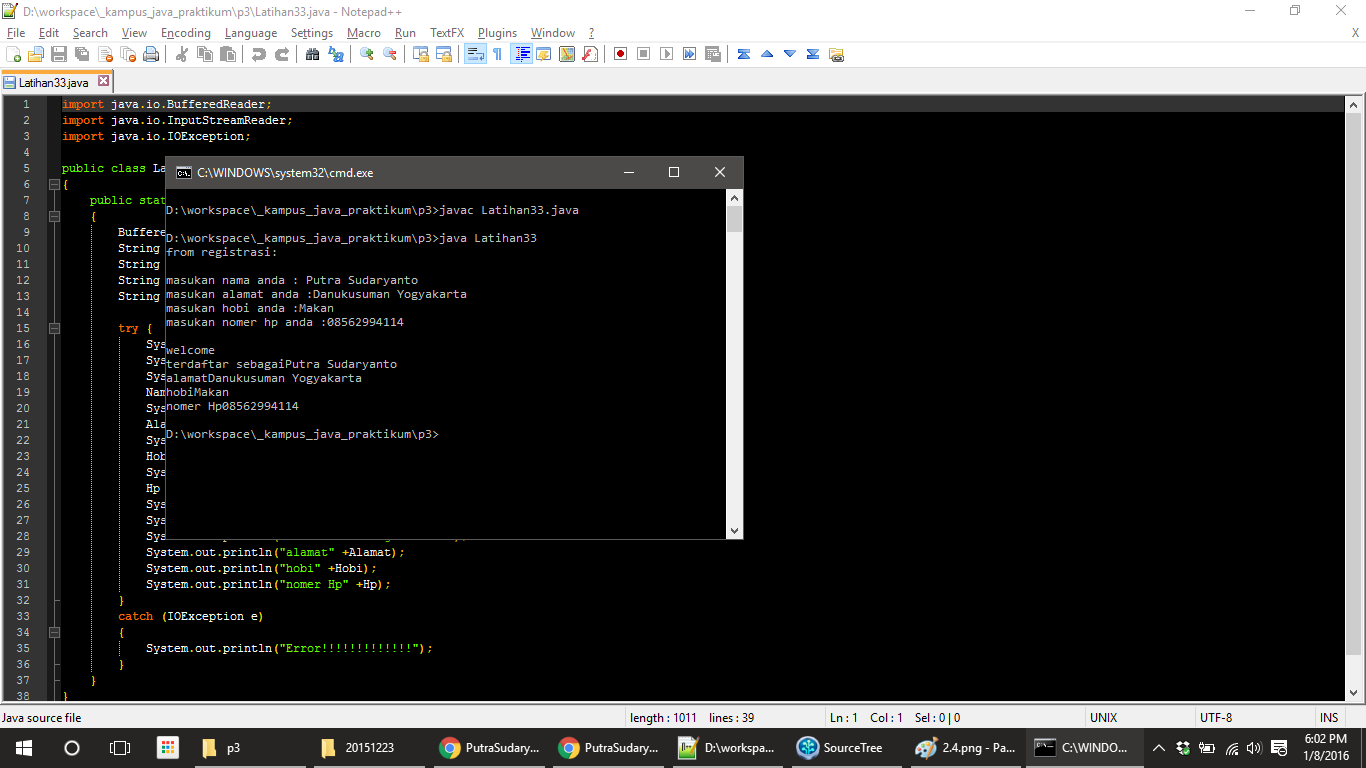 D:\workspace\_kampus_java_praktikum\p3\Latihan33.java - Notepad++
File Edit Search View Encoding Language Settings Macro Run TextFX Plugins Window ? X
Latihan33.java
1 import java.io.BufferedReader;
2 import java.io.InputStreamReader;
3 import java.io.IOException;
4
5 public class La
6 {
7 public stat
8 {
9 Buffere
10 String
11 String
12 String
13 String
14
15 try {
16 Sys
17 Sys
18 Sys
19 Nam
20 Sys
21 Ala
22 Sys
23 Hob
24 Sys
25 Hp
26 Sys
27 Sys
28 Sys
29 System.out.println("alamat" +Alamat);
30 System.out.println("hobi" +Hobi);
31 System.out.println("nomer Hp" +Hp);
32 }
33 catch (IOException e)
34 {
35 System.out.println("Error!!!!!!!!!!!!!");
36 }
37 }
38 }
C:\WINDOWS\system32\cmd.exe
D:\workspace\_kampus_java_praktikum\p3>javac Latihan33.java
D:\workspace\_kampus_java_praktikum\p3>java Latihan33
from registrasi:
masukan nama anda : Putra Sudaryanto
masukan alamat anda :Danukusuman Yogyakarta
masukan hobi anda :Makan
masukan nomer hp anda :08562994114
welcome
terdaftar sebagaiPutra Sudaryanto
alamatDanukusuman Yogyakarta
hobiMakan
nomer Hp08562994114
D:\workspace\_kampus_java_praktikum\p3>
Java source file length : 1011 lines : 39 Ln : 1 Col : 1 Sel : 0 | 0 UNIX UTF-8 INS
p3 20151223 PutraSudary... PutraSudary... D:\workspa... SourceTree 2.4.png - Pa... C:\WINDO... 6:02 PM
1/8/2016